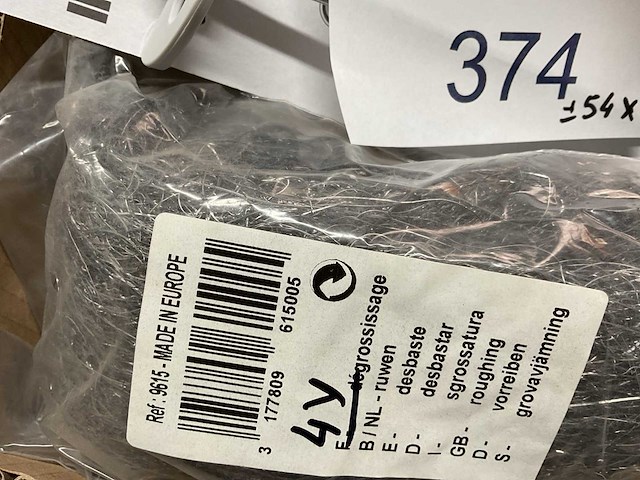 374
±54 x
Ref : 9615 - MADE IN EUROPE
3 177809 615005
4y
F - dégrossissage
B / NL - ruwen
E - desbaste
D - desbastar
I - sgrossatura
GB - roughing
D - vorreiben
S - grovavjämning